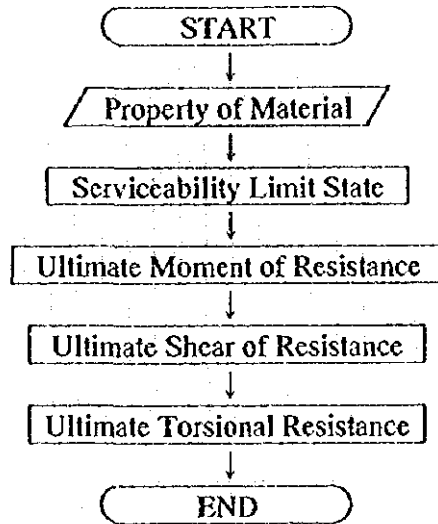 START
Property of Material
Serviceability Limit State
Ultimate Moment of Resistance
Ultimate Shear of Resistance
Ultimate Torsional Resistance
END